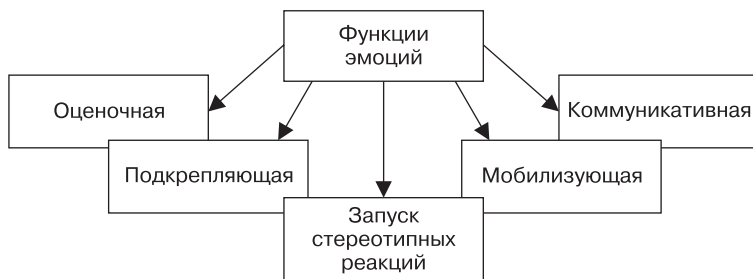 Функции
эмоций
Оценочная
Коммуникативная
Подкрепляющая
Мобилизующая
Запуск
стереотипных
реакций